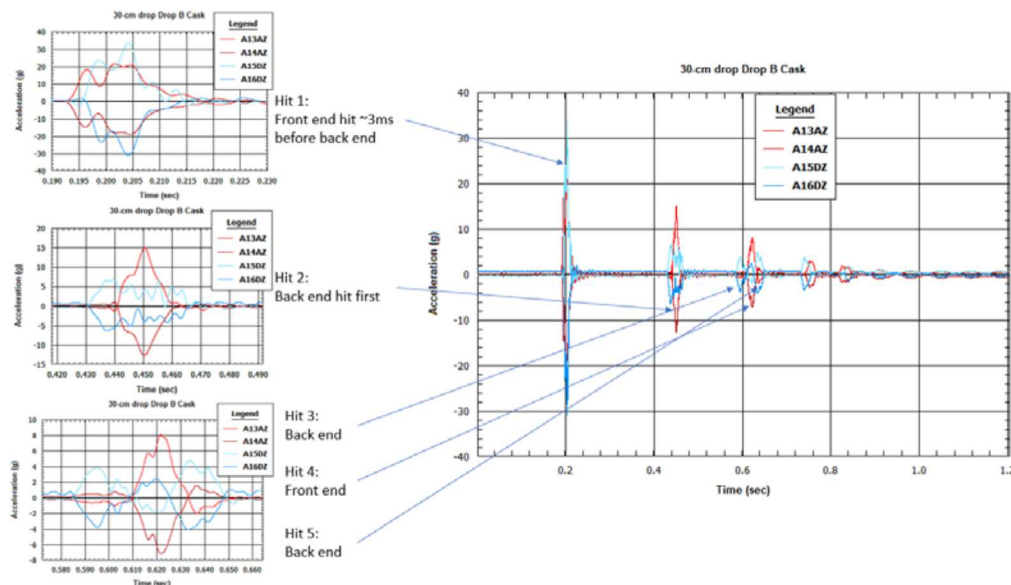 30-cm drop Drop B Cask
Legend
A13AZ
A14AZ
A15DZ
A16DZ
Acceleration (g)
40
30
20
10
0
-10
-20
-30
-40
0.190 0.195 0.200 0.205 0.210 0.215 0.220 0.225 0.230
Time (sec)
Hit 1:
Front end hit ~3ms
before back end
30-cm drop Drop B Cask
Legend
A13AZ
A14AZ
A15DZ
A16DZ
Acceleration (g)
20
15
10
5
0
-5
-10
-15
0.420 0.430 0.440 0.450 0.460 0.470 0.480 0.490
Time (sec)
Hit 2:
Back end hit first
30-cm drop Drop B Cask
Legend
A13AZ
A14AZ
A15DZ
A16DZ
Acceleration (g)
8
6
4
2
0
-2
-4
-6
-8
0.580 0.590 0.600 0.610 0.620 0.630 0.640 0.650 0.660
Time (sec)
Hit 3:
Back end
Hit 4:
Front end
Hit 5:
Back end
30-cm drop Drop B Cask
Legend
A13AZ
A14AZ
A15DZ
A16DZ
Acceleration (g)
40
30
20
10
0
-10
-20
-30
-40
0.2 0.4 0.6 0.8 1.0 1.2
Time (sec)